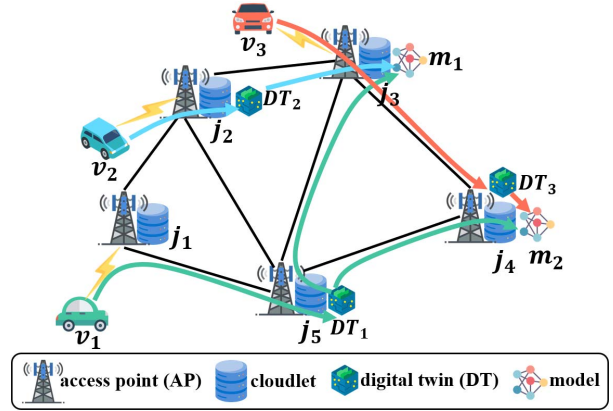 v₃
m₁
j₃
DT₂
j₂
v₂
DT₃
j₁
j₄
m₂
v₁
j₅
DT₁
access point (AP) cloudlet digital twin (DT) model